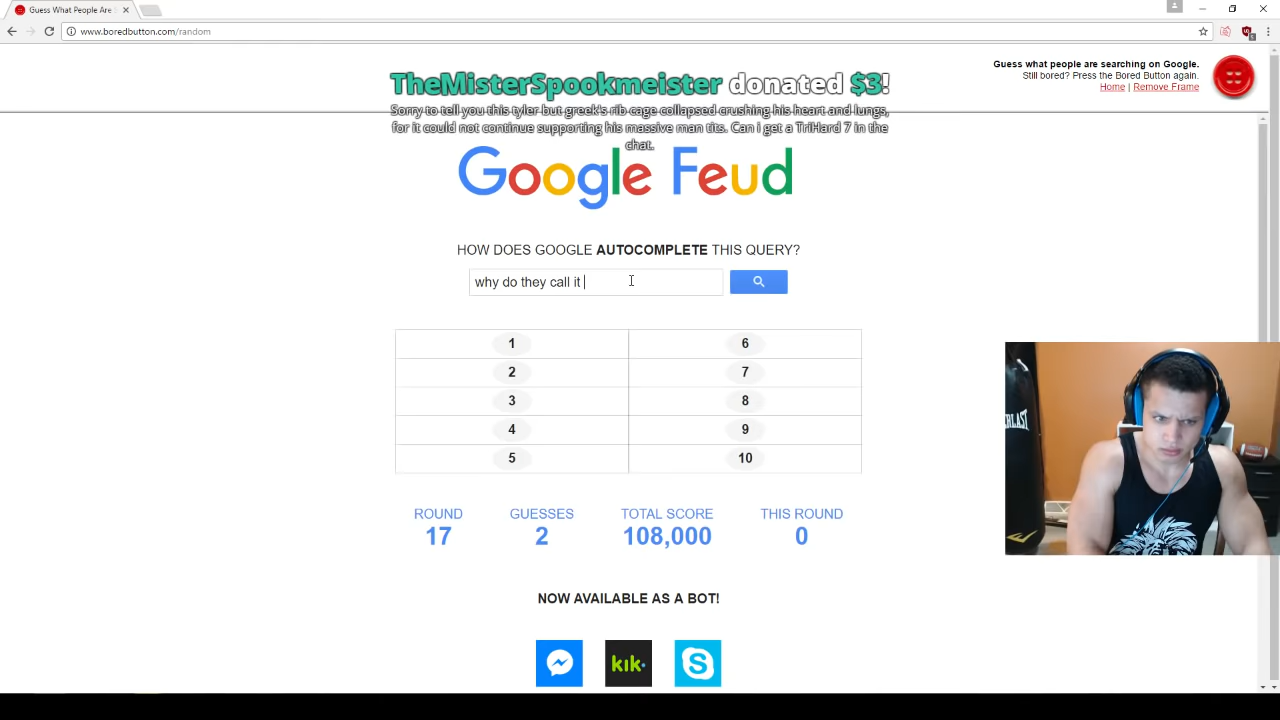 Guess What People Are S
www.boredbutton.com/random
Guess what people are searching on Google.
Still bored? Press the Bored Button again.
Home | Remove Frame
TheMisterSpookmeister donated $3!
Sorry to tell you this tyler but greek's rib cage collapsed crushing his heart and lungs,
for it could not continue supporting his massive man tits. Can i get a TriHard 7 in the
chat.
Google Feud
HOW DOES GOOGLE AUTOCOMPLETE THIS QUERY?
why do they call it
1 6
2 7
3 8
4 9
5 10
ROUND GUESSES TOTAL SCORE THIS ROUND
17 2 108,000 0
NOW AVAILABLE AS A BOT!
kik
EVERLAST